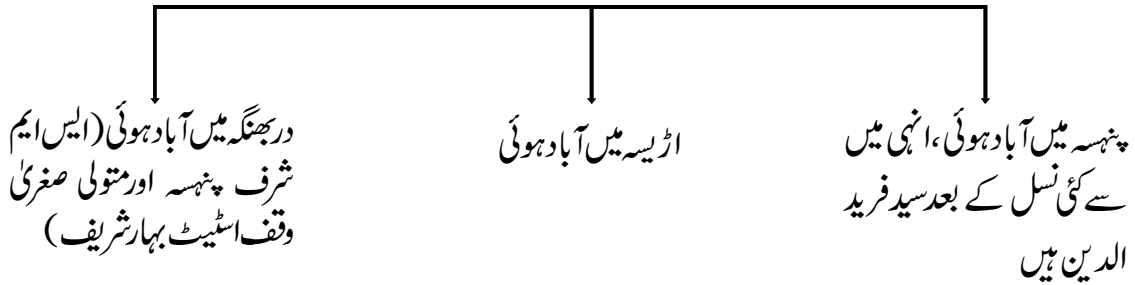 پنہسہ میں آباد ہوئی، انہی میں
سے کئی نسل کے بعد سید فرید
الدین ہیں
اڑیسہ میں آباد ہوئی
دربھنگہ میں آباد ہوئی (ایس ایم
شرف پنہسہ اور متولی صغریٰ
وقف اسٹیٹ بہار شریف)